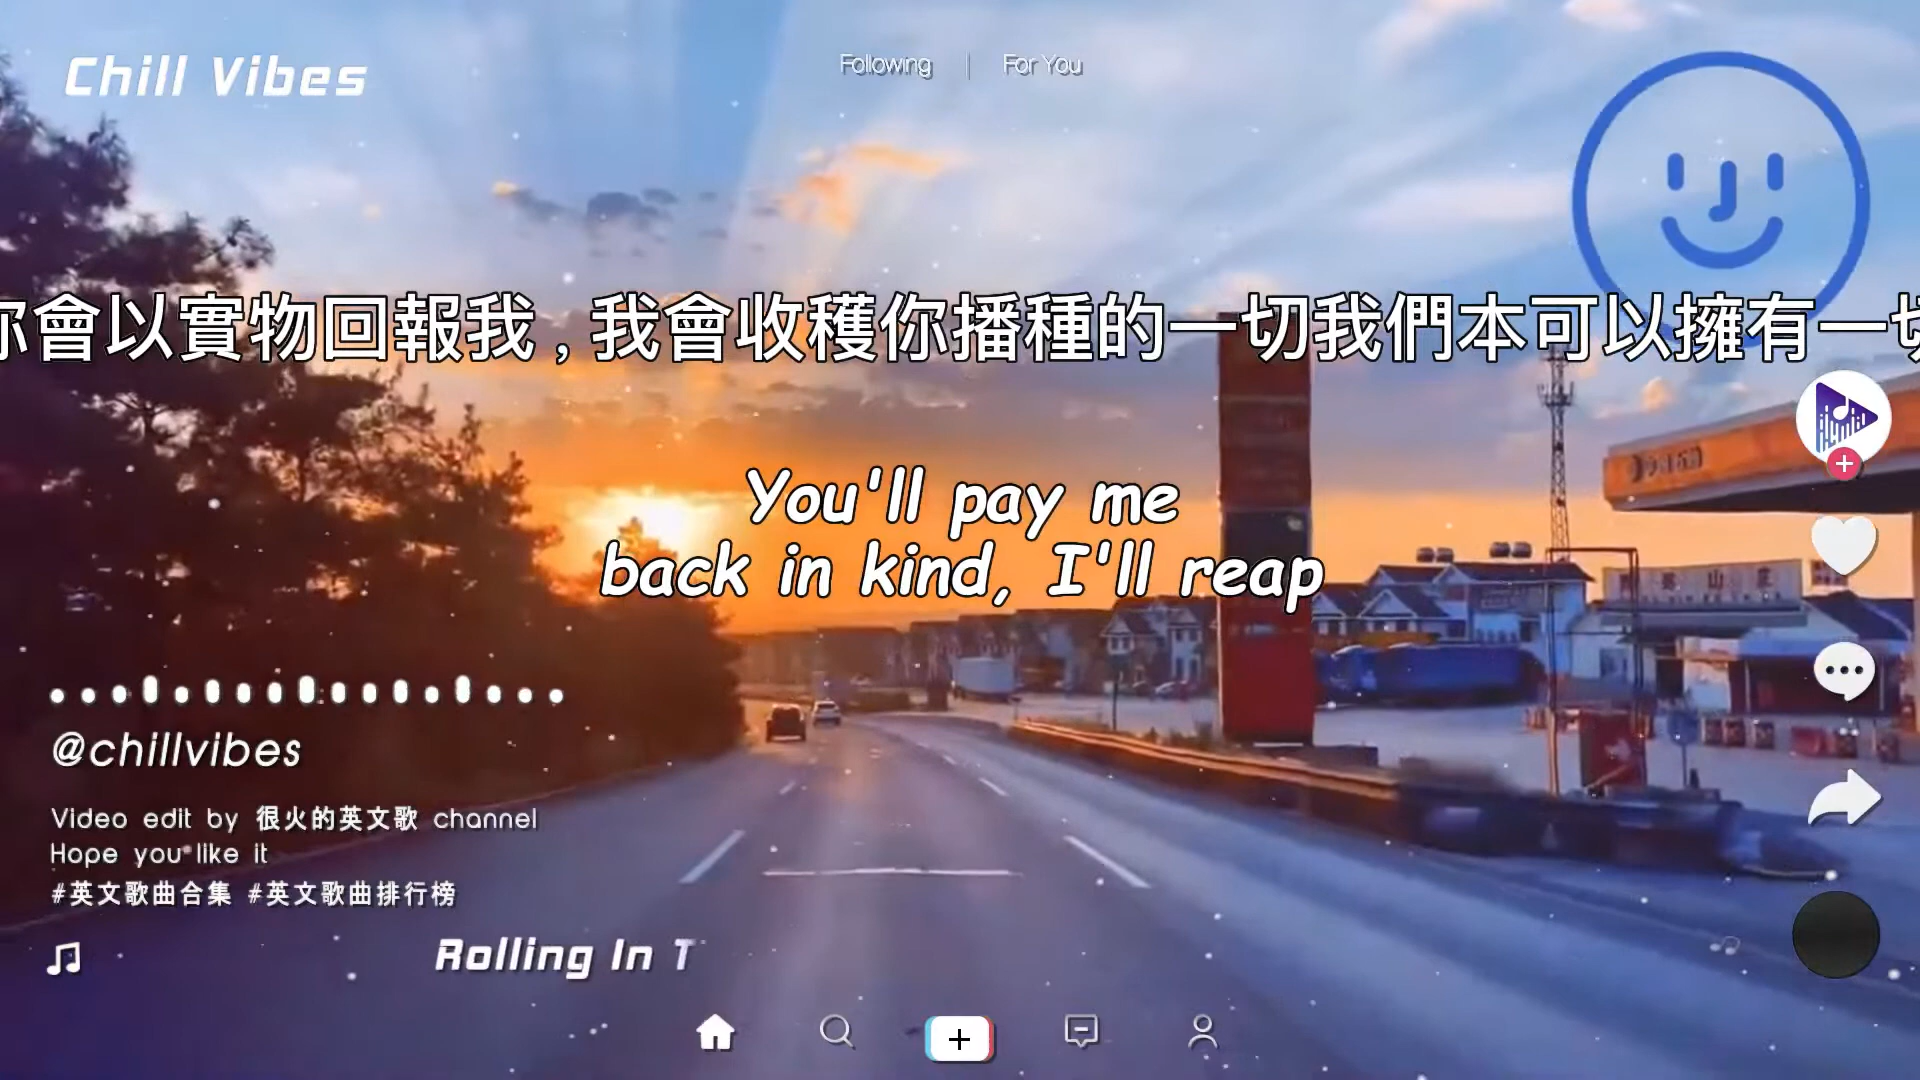 Chill Vibes
Following | For You
你會以實物回報我，我會收穫你播種的一切我們本可以擁有一切
You'll pay me
back in kind, I'll reap
@chillvibes
Video edit by 很火的英文歌 channel
Hope you like it
#英文歌曲合集 #英文歌曲排行榜
Rolling In T